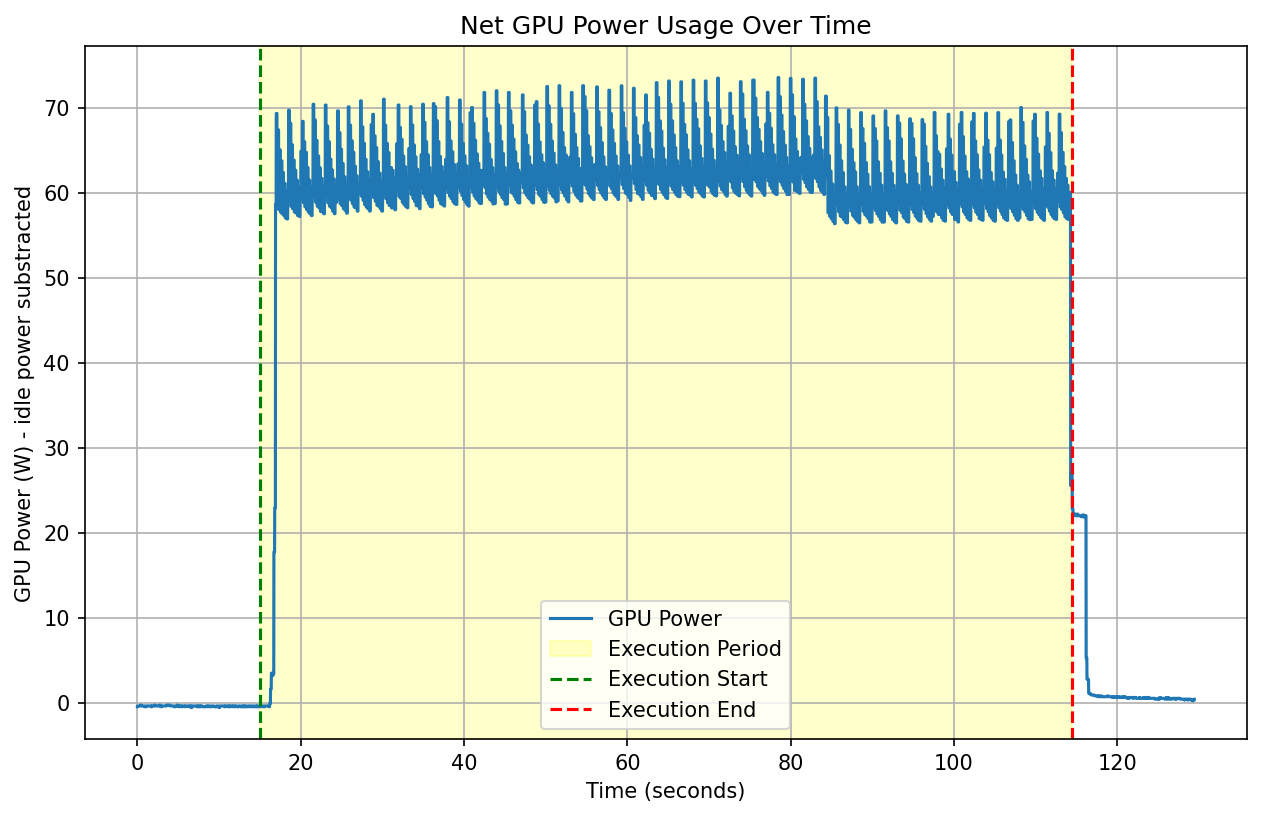 Net GPU Power Usage Over Time
GPU Power (W) - idle power substracted
70
60
50
40
30
20
10
0
GPU Power
Execution Period
Execution Start
Execution End
0 20 40 60 80 100 120
Time (seconds)